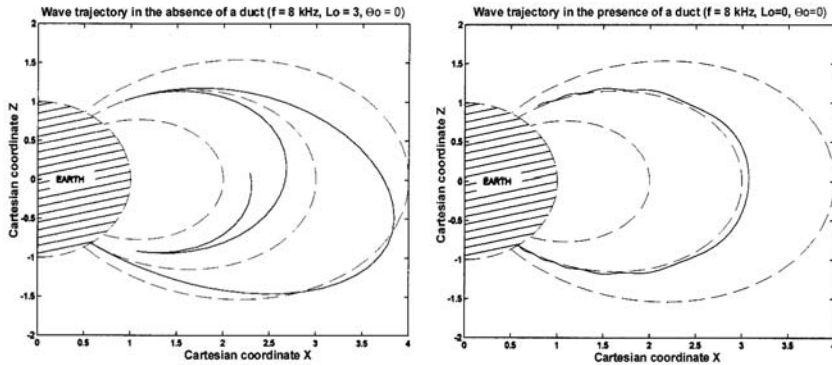 Wave trajectory in the absence of a duct (f = 8 kHz, Lo = 3, Θo = 0)
Cartesian coordinate Z
2
1.5
1
0.5
0
-0.5
-1
-1.5
-2
EARTH
0 0.5 1 1.5 2 2.5 3 3.5 4
Cartesian coordinate X
Wave trajectory in the presence of a duct (f = 8 kHz, Lo=0, Θo=0)
Cartesian coordinate Z
2
1.5
1
0.5
0
-0.5
-1
-1.5
-2
EARTH
0 0.5 1 1.5 2 2.5 3 3.5 4
Cartesian coordinate X